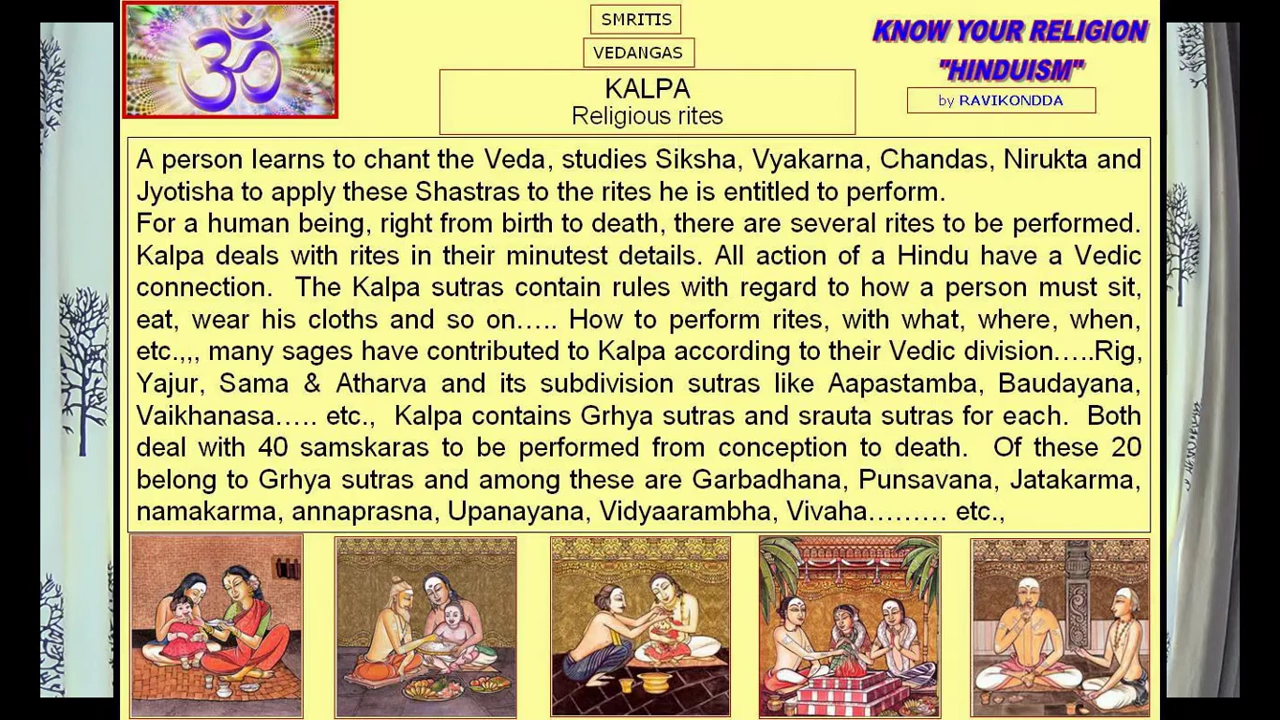 SMRITIS
VEDANGAS
KALPA
Religious rites
KNOW YOUR RELIGION
"HINDUISM"
by RAVIKONDDA
ॐ
A person learns to chant the Veda, studies Siksha, Vyakarna, Chandas, Nirukta and
Jyotisha to apply these Shastras to the rites he is entitled to perform.
For a human being, right from birth to death, there are several rites to be performed.
Kalpa deals with rites in their minutest details. All action of a Hindu have a Vedic
connection. The Kalpa sutras contain rules with regard to how a person must sit,
eat, wear his cloths and so on….. How to perform rites, with what, where, when,
etc.,,, many sages have contributed to Kalpa according to their Vedic division…..Rig,
Yajur, Sama & Atharva and its subdivision sutras like Aapastamba, Baudayana,
Vaikhanasa….. etc., Kalpa contains Grhya sutras and srauta sutras for each. Both
deal with 40 samskaras to be performed from conception to death. Of these 20
belong to Grhya sutras and among these are Garbadhana, Punsavana, Jatakarma,
namakarma, annaprasna, Upanayana, Vidyaarambha, Vivaha……… etc.,